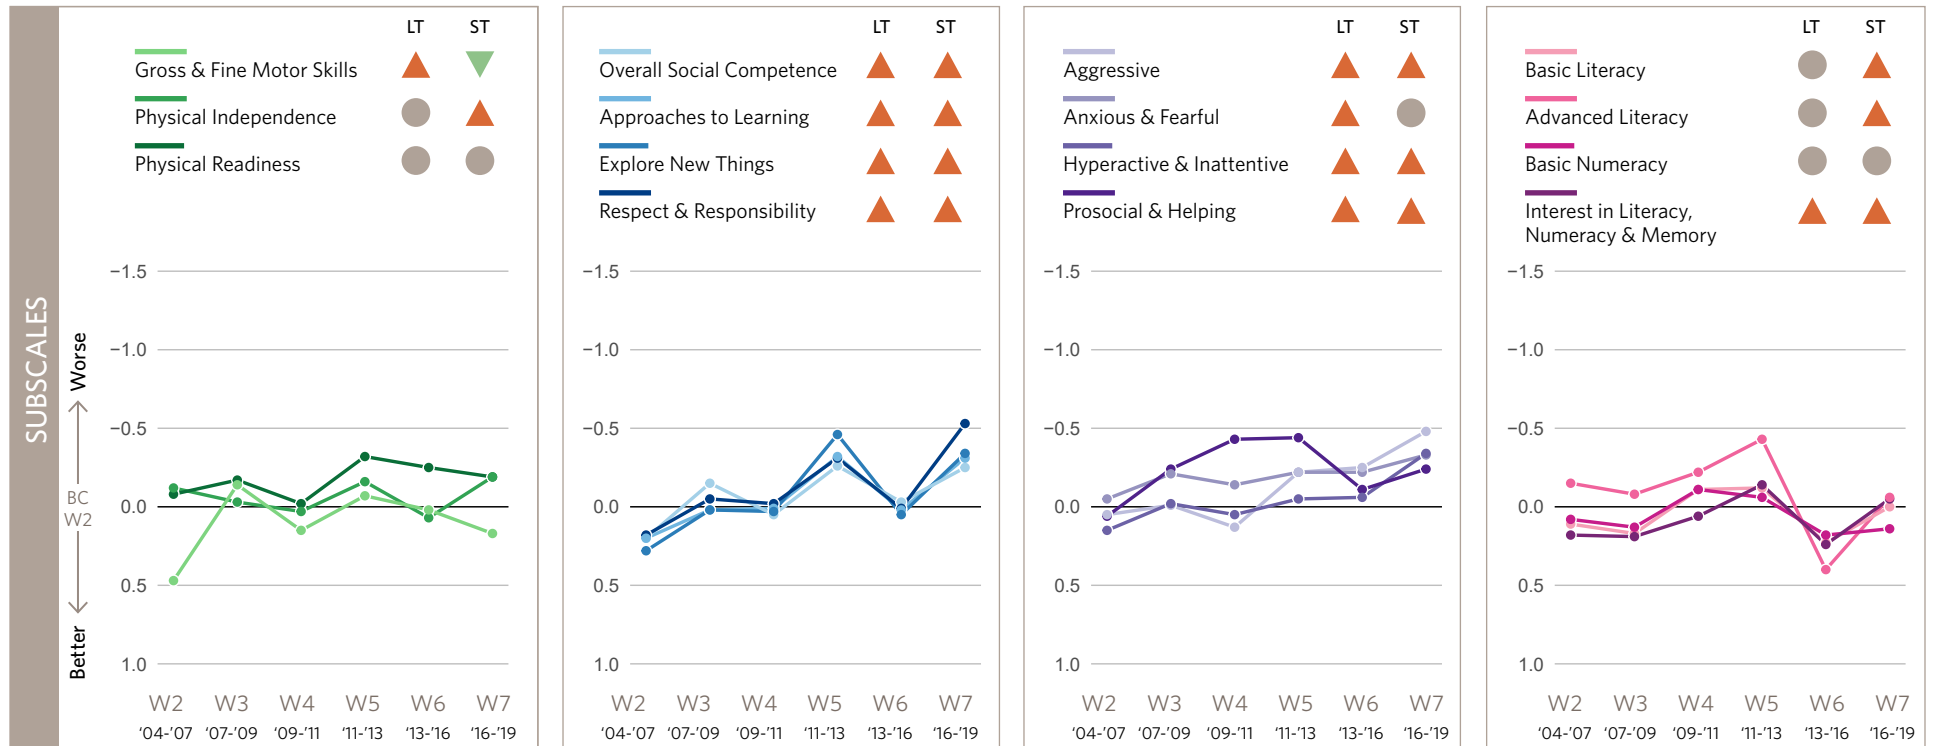 SUBSCALES
Worse
BC
W2
Better
LT ST
Gross & Fine Motor Skills
Physical Independence
Physical Readiness
−1.5
−1.0
−0.5
0.0
0.5
1.0
W2 W3 W4 W5 W6 W7
‘04-’07 ‘07-’09 ‘09-’11 ‘11-’13 ‘13-’16 ‘16-’19
LT ST
Overall Social Competence
Approaches to Learning
Explore New Things
Respect & Responsibility
−1.5
−1.0
−0.5
0.0
0.5
1.0
W2 W3 W4 W5 W6 W7
‘04-’07 ‘07-’09 ‘09-’11 ‘11-’13 ‘13-’16 ‘16-’19
LT ST
Aggressive
Anxious & Fearful
Hyperactive & Inattentive
Prosocial & Helping
−1.5
−1.0
−0.5
0.0
0.5
1.0
W2 W3 W4 W5 W6 W7
‘04-’07 ‘07-’09 ‘09-’11 ‘11-’13 ‘13-’16 ‘16-’19
LT ST
Basic Literacy
Advanced Literacy
Basic Numeracy
Interest in Literacy,
Numeracy & Memory
−1.5
−1.0
−0.5
0.0
0.5
1.0
W2 W3 W4 W5 W6 W7
‘04-’07 ‘07-’09 ‘09-’11 ‘11-’13 ‘13-’16 ‘16-’19